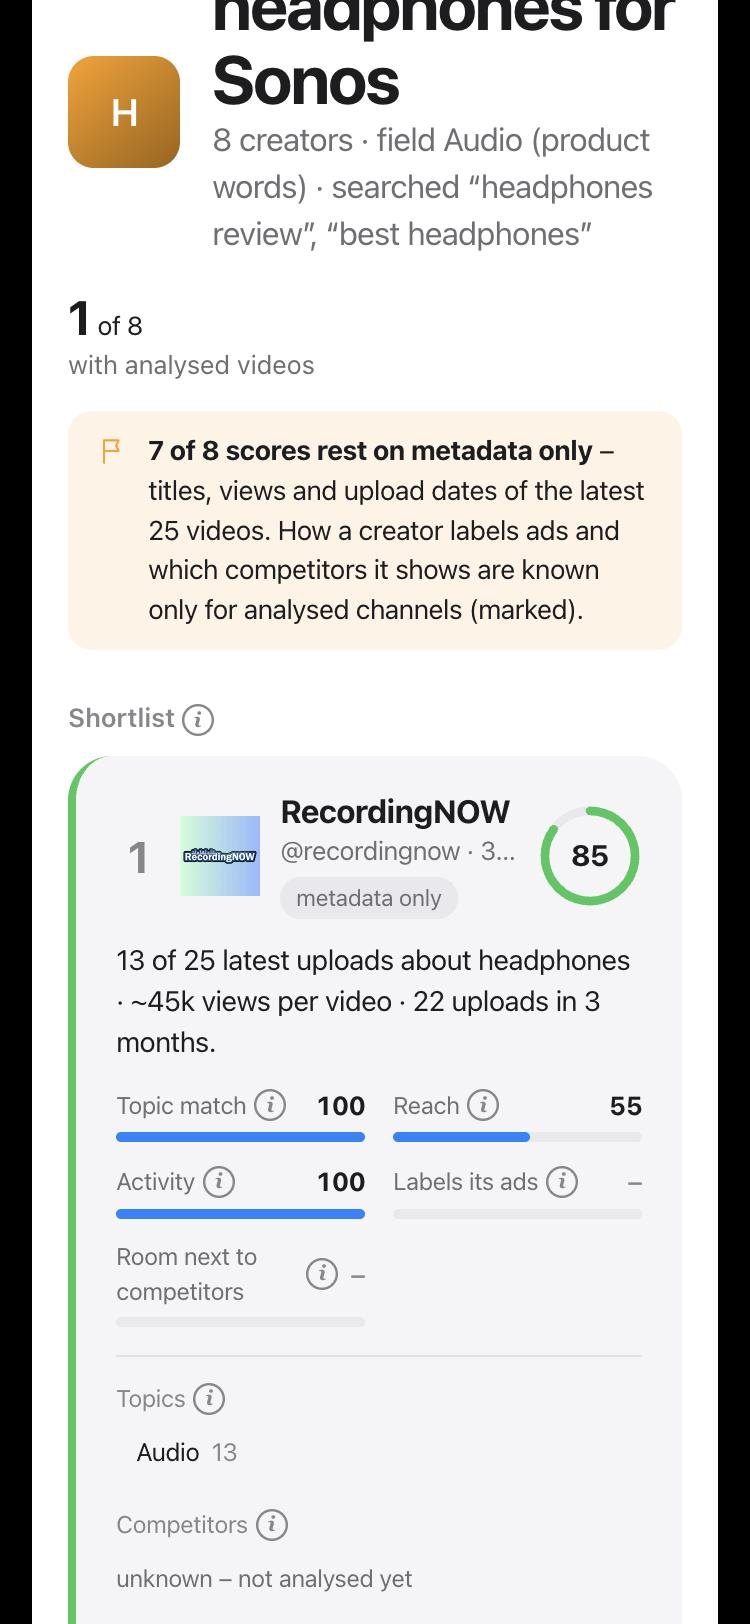 headphones for
Sonos
H
8 creators · field Audio (product
words) · searched “headphones
review”, “best headphones”
1 of 8
with analysed videos
7 of 8 scores rest on metadata only –
titles, views and upload dates of the latest
25 videos. How a creator labels ads and
which competitors it shows are known
only for analysed channels (marked).
Shortlist i
1
RecordingNOW
RecordingNOW
@recordingnow · 3...
metadata only
85
13 of 25 latest uploads about headphones
· ~45k views per video · 22 uploads in 3
months.
Topic match i 100
Reach i 55
Activity i 100
Labels its ads i –
Room next to
competitors i –
Topics i
Audio 13
Competitors i
unknown – not analysed yet